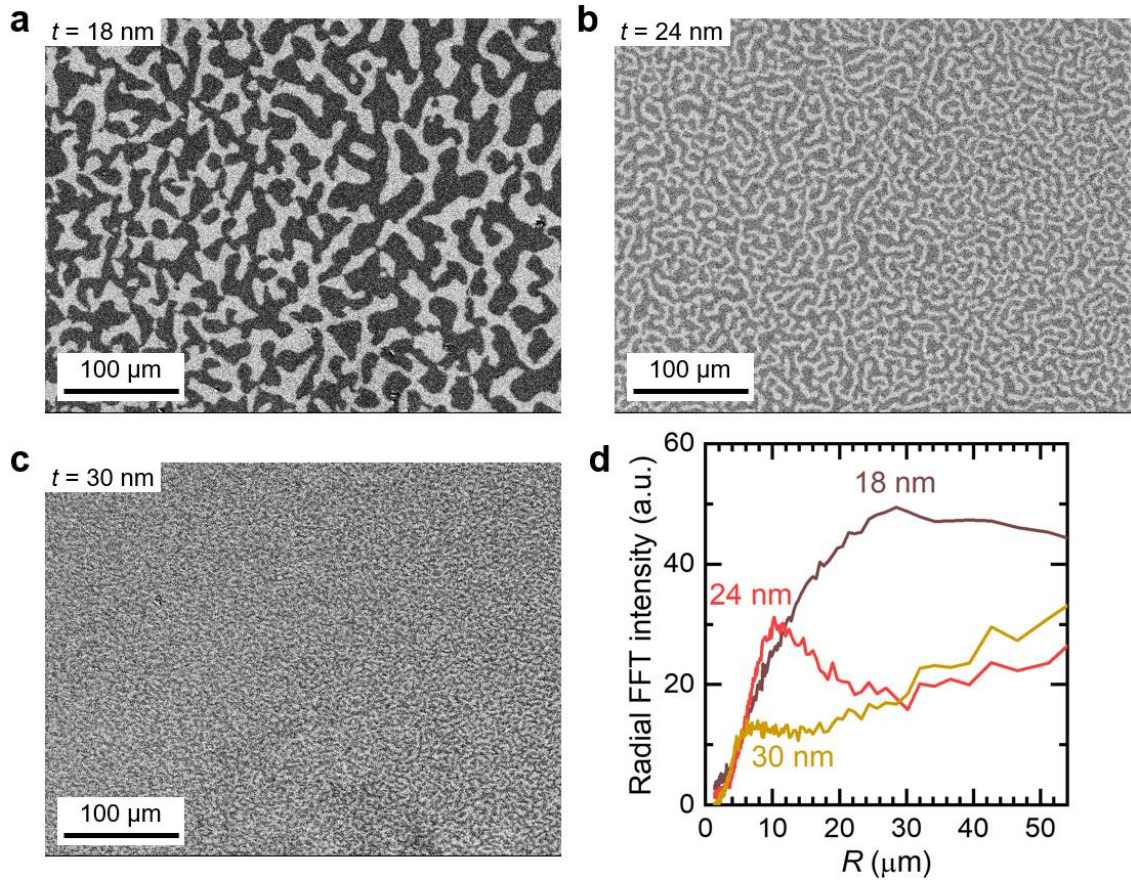 a
t = 18 nm
100 μm
b
t = 24 nm
100 μm
c
t = 30 nm
100 μm
d
Radial FFT intensity (a.u.)
60
40
20
0
18 nm
24 nm
30 nm
0 10 20 30 40 50
R (μm)